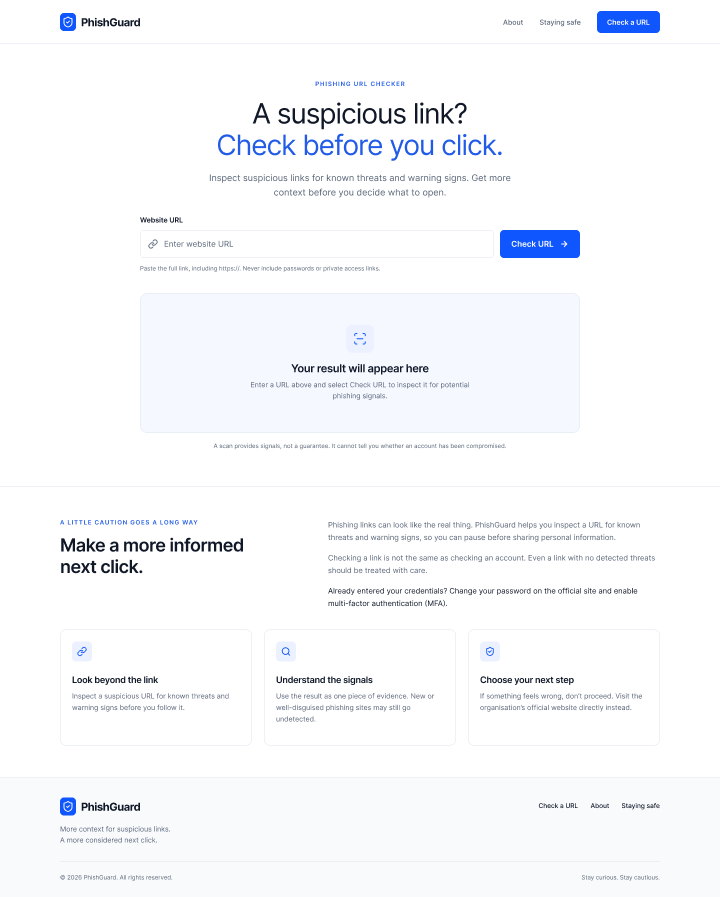 PhishGuard
About
Staying safe
Check a URL
PHISHING URL CHECKER
A suspicious link?
Check before you click.
Inspect suspicious links for known threats and warning signs. Get more
context before you decide what to open.
Website URL
Enter website URL
Check URL
Paste the full link, including https://. Never include passwords or private access links.
Your result will appear here
Enter a URL above and select Check URL to inspect it for potential
phishing signals.
A scan provides signals, not a guarantee. It cannot tell you whether an account has been compromised.
A LITTLE CAUTION GOES A LONG WAY
Make a more informed
next click.
Phishing links can look like the real thing. PhishGuard helps you inspect a URL for known
threats and warning signs, so you can pause before sharing personal information.
Checking a link is not the same as checking an account. Even a link with no detected threats
should be treated with care.
Already entered your credentials? Change your password on the official site and enable
multi-factor authentication (MFA).
Look beyond the link
Inspect a suspicious URL for known threats and
warning signs before you follow it.
Understand the signals
Use the result as one piece of evidence. New or
well-disguised phishing sites may still go
undetected.
Choose your next step
If something feels wrong, don't proceed. Visit the
organisation's official website directly instead.
PhishGuard
Check a URL
About
Staying safe
More context for suspicious links.
A more considered next click.
© 2026 PhishGuard. All rights reserved.
Stay curious. Stay cautious.